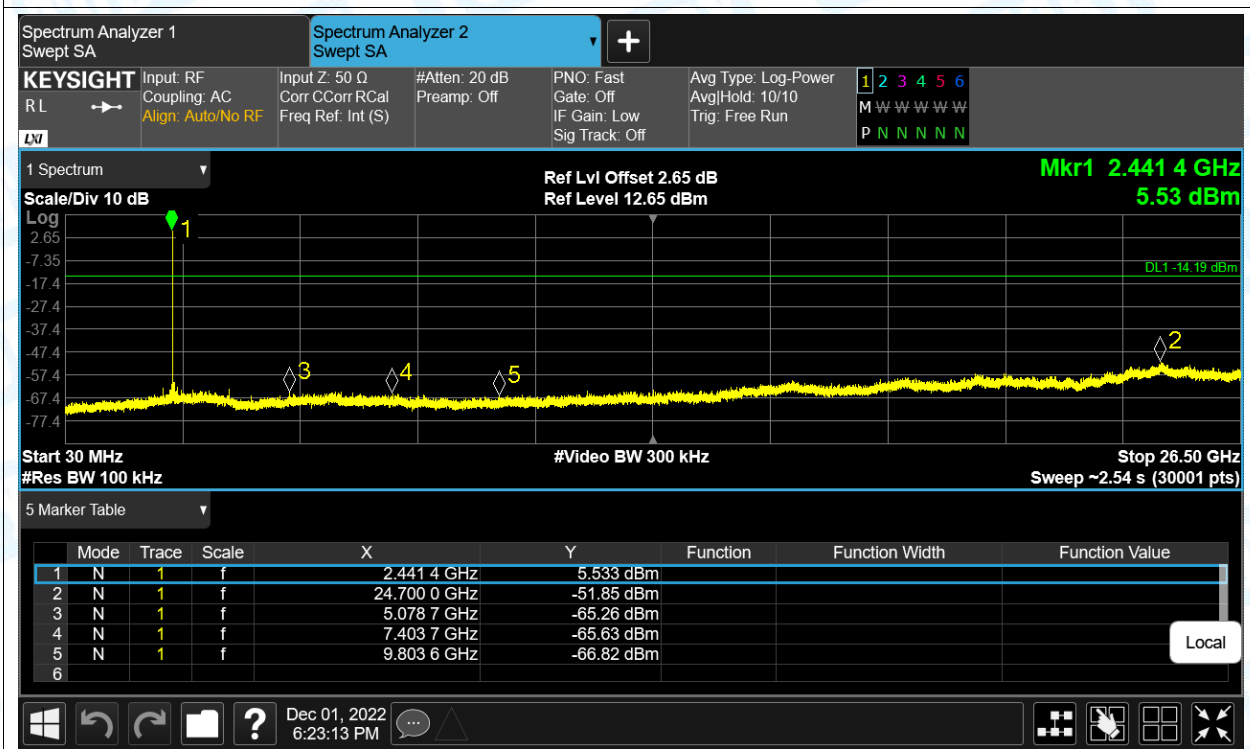 Spectrum Analyzer 1
Swept SA
Spectrum Analyzer 2
Swept SA
KEYSIGHT
R L
LXI
Input: RF
Coupling: AC
Align: Auto/No RF
Input Z: 50 Ω
Corr CCorr RCal
Freq Ref: Int (S)
#Atten: 20 dB
Preamp: Off
PNO: Fast
Gate: Off
IF Gain: Low
Sig Track: Off
Avg Type: Log-Power
Avg|Hold: 10/10
Trig: Free Run
1 2 3 4 5 6
M W W W W W
P N N N N N
1 Spectrum
Scale/Div 10 dB
Ref Lvl Offset 2.65 dB
Ref Level 12.65 dBm
Mkr1 2.441 4 GHz
5.53 dBm
Log
2.65
-7.35
-17.4
-27.4
-37.4
-47.4
-57.4
-67.4
-77.4
1
DL1 -14.19 dBm
2
3
4
5
Start 30 MHz
#Video BW 300 kHz
Stop 26.50 GHz
#Res BW 100 kHz
Sweep ~2.54 s (30001 pts)
5 Marker Table
Mode Trace Scale X Y Function Function Width Function Value
1 N 1 f 2.441 4 GHz 5.533 dBm
2 N 1 f 24.700 0 GHz -51.85 dBm
3 N 1 f 5.078 7 GHz -65.26 dBm
4 N 1 f 7.403 7 GHz -65.63 dBm
5 N 1 f 9.803 6 GHz -66.82 dBm
6
Local
?
Dec 01, 2022
6:23:13 PM